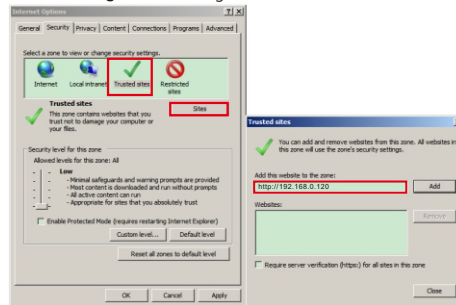 Internet Options
General Security Privacy Content Connections Programs Advanced
Select a zone to view or change security settings.
Internet Local intranet Trusted sites Restricted sites
Trusted sites
This zone contains websites that you
trust not to damage your computer or
your files.
Sites
Security level for this zone
Allowed levels for this zone: All
Low
- Minimal safeguards and warning prompts are provided
- Most content is downloaded and run without prompts
- All active content can run
- Appropriate for sites that you absolutely trust
Enable Protected Mode (requires restarting Internet Explorer)
Custom level... Default level
Reset all zones to default level
OK Cancel Apply
Trusted sites
You can add and remove websites from this zone. All websites in
this zone will use the zone's security settings.
Add this website to the zone:
http://192.168.0.120 Add
Websites:
Remove
Require server verification (https:) for all sites in this zone
Close